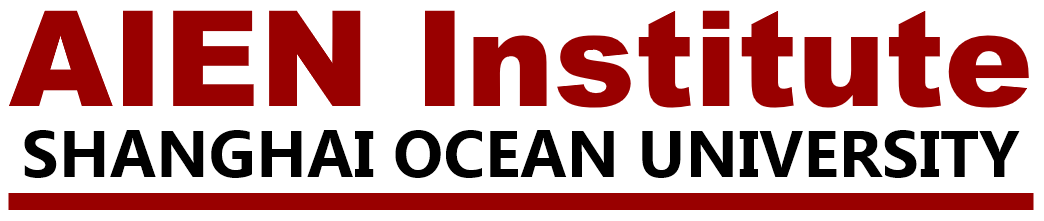 AIEN Institute
SHANGHAI OCEAN UNIVERSITY